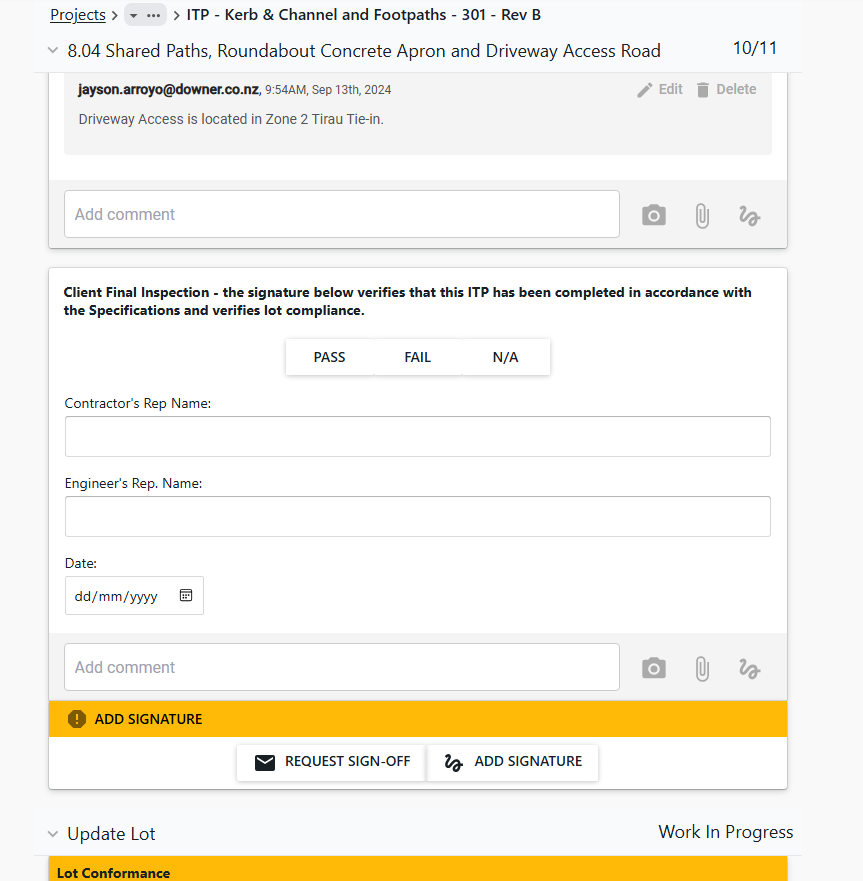 Projects > ... > ITP - Kerb & Channel and Footpaths - 301 - Rev B
8.04 Shared Paths, Roundabout Concrete Apron and Driveway Access Road 10/11
jayson.arroyo@downer.co.nz, 9:54AM, Sep 13th, 2024 Edit Delete
Driveway Access is located in Zone 2 Tirau Tie-in.
Add comment
Client Final Inspection - the signature below verifies that this ITP has been completed in accordance with
the Specifications and verifies lot compliance.
PASS FAIL N/A
Contractor's Rep Name:
Engineer's Rep. Name:
Date:
dd/mm/yyyy
Add comment
ADD SIGNATURE
REQUEST SIGN-OFF ADD SIGNATURE
Update Lot Work In Progress
Lot Conformance